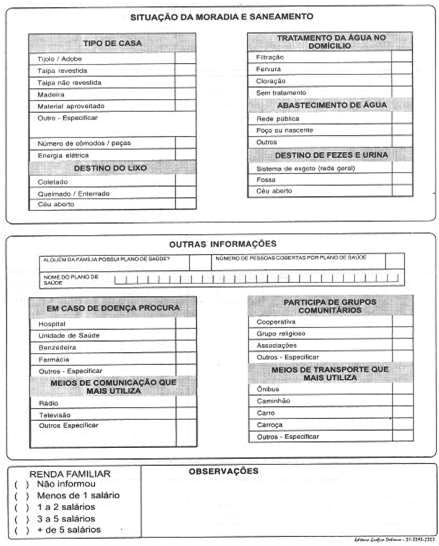 SITUAÇÃO DA MORADIA E SANEAMENTO
TIPO DE CASA
Tijolo / Adobe
Taipa revestida
Taipa não revestida
Madeira
Material aproveitado
Outro - Especificar
Número de cômodos / peças
Energia elétrica
DESTINO DO LIXO
Coletado
Queimado / Enterrado
Céu aberto
TRATAMENTO DA ÁGUA NO
DOMICÍLIO
Filtração
Fervura
Cloração
Sem tratamento
ABASTECIMENTO DE ÁGUA
Rede pública
Poço ou nascente
Outros
DESTINO DE FEZES E URINA
Sistema de esgoto (rede geral)
Fossa
Céu aberto
OUTRAS INFORMAÇÕES
ALGUÉM DA FAMÍLIA POSSUI PLANO DE SAÚDE?
NÚMERO DE PESSOAS COBERTAS POR PLANO DE SAÚDE
NOME DO PLANO DE
SAÚDE
EM CASO DE DOENÇA PROCURA
Hospital
Unidade de Saúde
Benzedeira
Farmácia
Outros - Especificar
MEIOS DE COMUNICAÇÃO QUE
MAIS UTILIZA
Rádio
Televisão
Outros Especificar
PARTICIPA DE GRUPOS
COMUNITÁRIOS
Cooperativa
Grupo religioso
Associações
Outros - Especificar
MEIOS DE TRANSPORTE QUE
MAIS UTILIZA
Ônibus
Caminhão
Carro
Carroça
Outros - Especificar
RENDA FAMILIAR
( ) Não informou
( ) Menos de 1 salário
( ) 1 a 2 salários
( ) 3 a 5 salários
( ) + de 5 salários
OBSERVAÇÕES